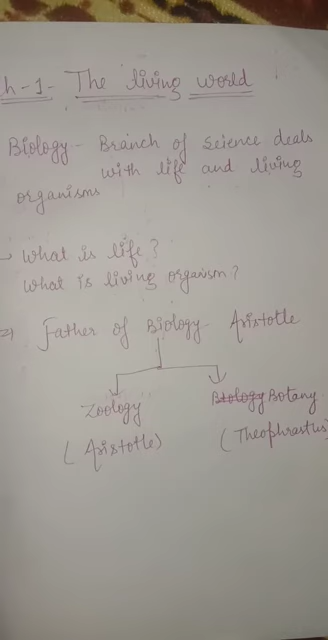 h-1- The living world
Biology - Branch of science deals
with life and living
organisms
- What is life?
What is living organism?
⇒ Father of Biology Aristotle
Zoology Biology Botany
(Aristotle) (Theophrastus)